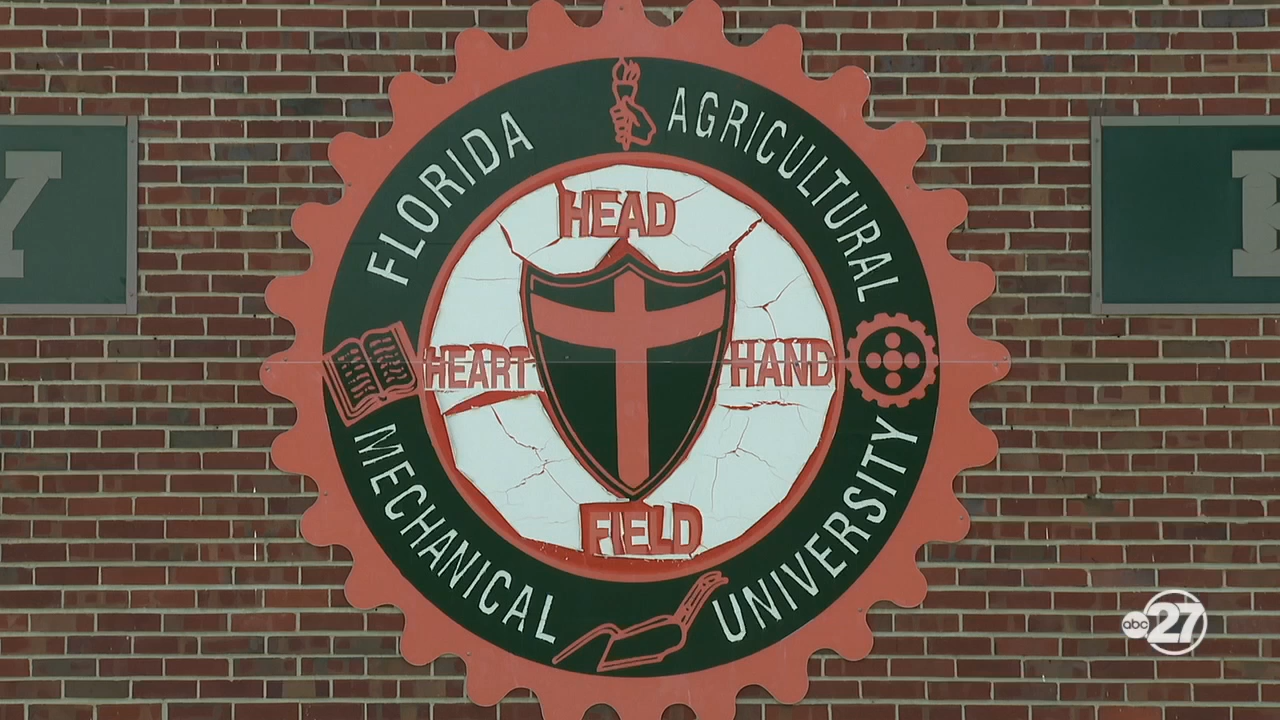 FLORIDA
AGRICULTURAL
HEAD
Y
HEART
HAND
MECHANICAL
UNIVERSITY
FIELD
abc 27